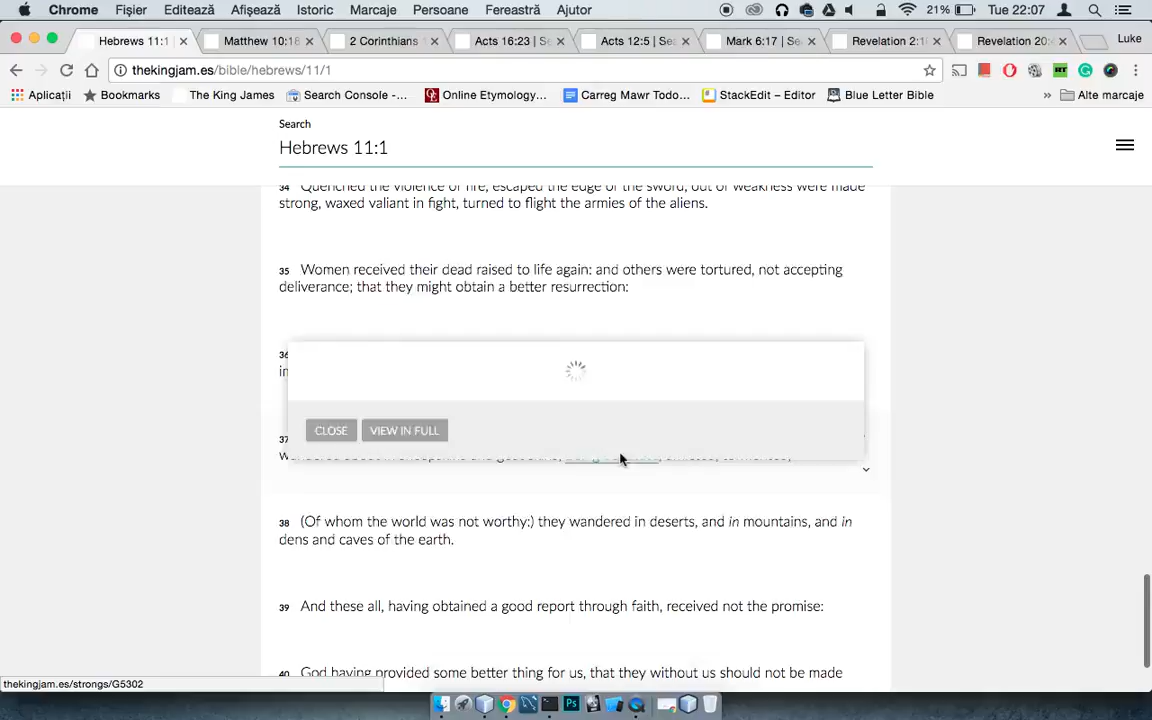 Chrome Fișier Editează Afișează Istoric Marcaje Persoane Fereastră Ajutor 21% Tue 22:07
Hebrews 11:1 Matthew 10:18 2 Corinthians Acts 16:23 | Se Acts 12:5 | Sea Mark 6:17 | Se Revelation 2:1 Revelation 20: Luke
thekingjam.es/bible/hebrews/11/1
Aplicații Bookmarks The King James Search Console -... Online Etymology... Carreg Mawr Todo... StackEdit – Editor Blue Letter Bible » Alte marcaje
Search
Hebrews 11:1
34 Quenched the violence of fire, escaped the edge of the sword, out of weakness were made
strong, waxed valiant in fight, turned to flight the armies of the aliens.
35 Women received their dead raised to life again: and others were tortured, not accepting
deliverance; that they might obtain a better resurrection:
36
37
CLOSE VIEW IN FULL
38 (Of whom the world was not worthy:) they wandered in deserts, and in mountains, and in
dens and caves of the earth.
39 And these all, having obtained a good report through faith, received not the promise:
40 God having provided some better thing for us, that they without us should not be made
thekingjam.es/strongs/G5302